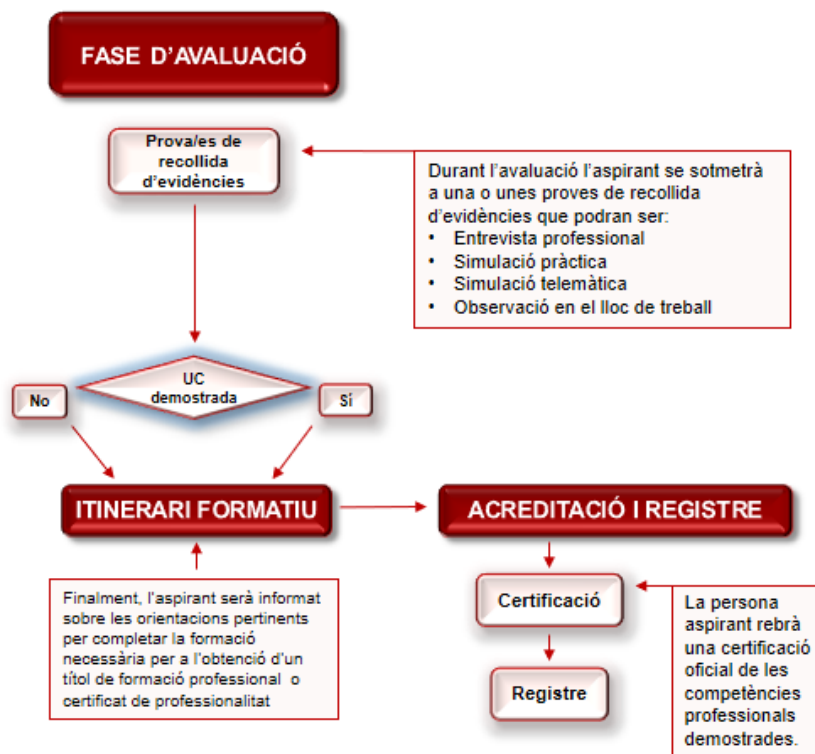 FASE D’AVALUACIÓ
Prova/es de
recollida
d’evidències
Durant l’avaluació l’aspirant se sotmetrà
a una o unes proves de recollida
d’evidències que podran ser:
• Entrevista professional
• Simulació pràctica
• Simulació telemàtica
• Observació en el lloc de treball
UC
demostrada
No
Sí
ITINERARI FORMATIU
ACREDITACIÓ I REGISTRE
Finalment, l’aspirant serà informat
sobre les orientacions pertinents
per completar la formació
necessària per a l’obtenció d’un
títol de formació professional o
certificat de professionalitat
Certificació
Registre
La persona
aspirant rebrà
una certificació
oficial de les
competències
professionals
demostrades.